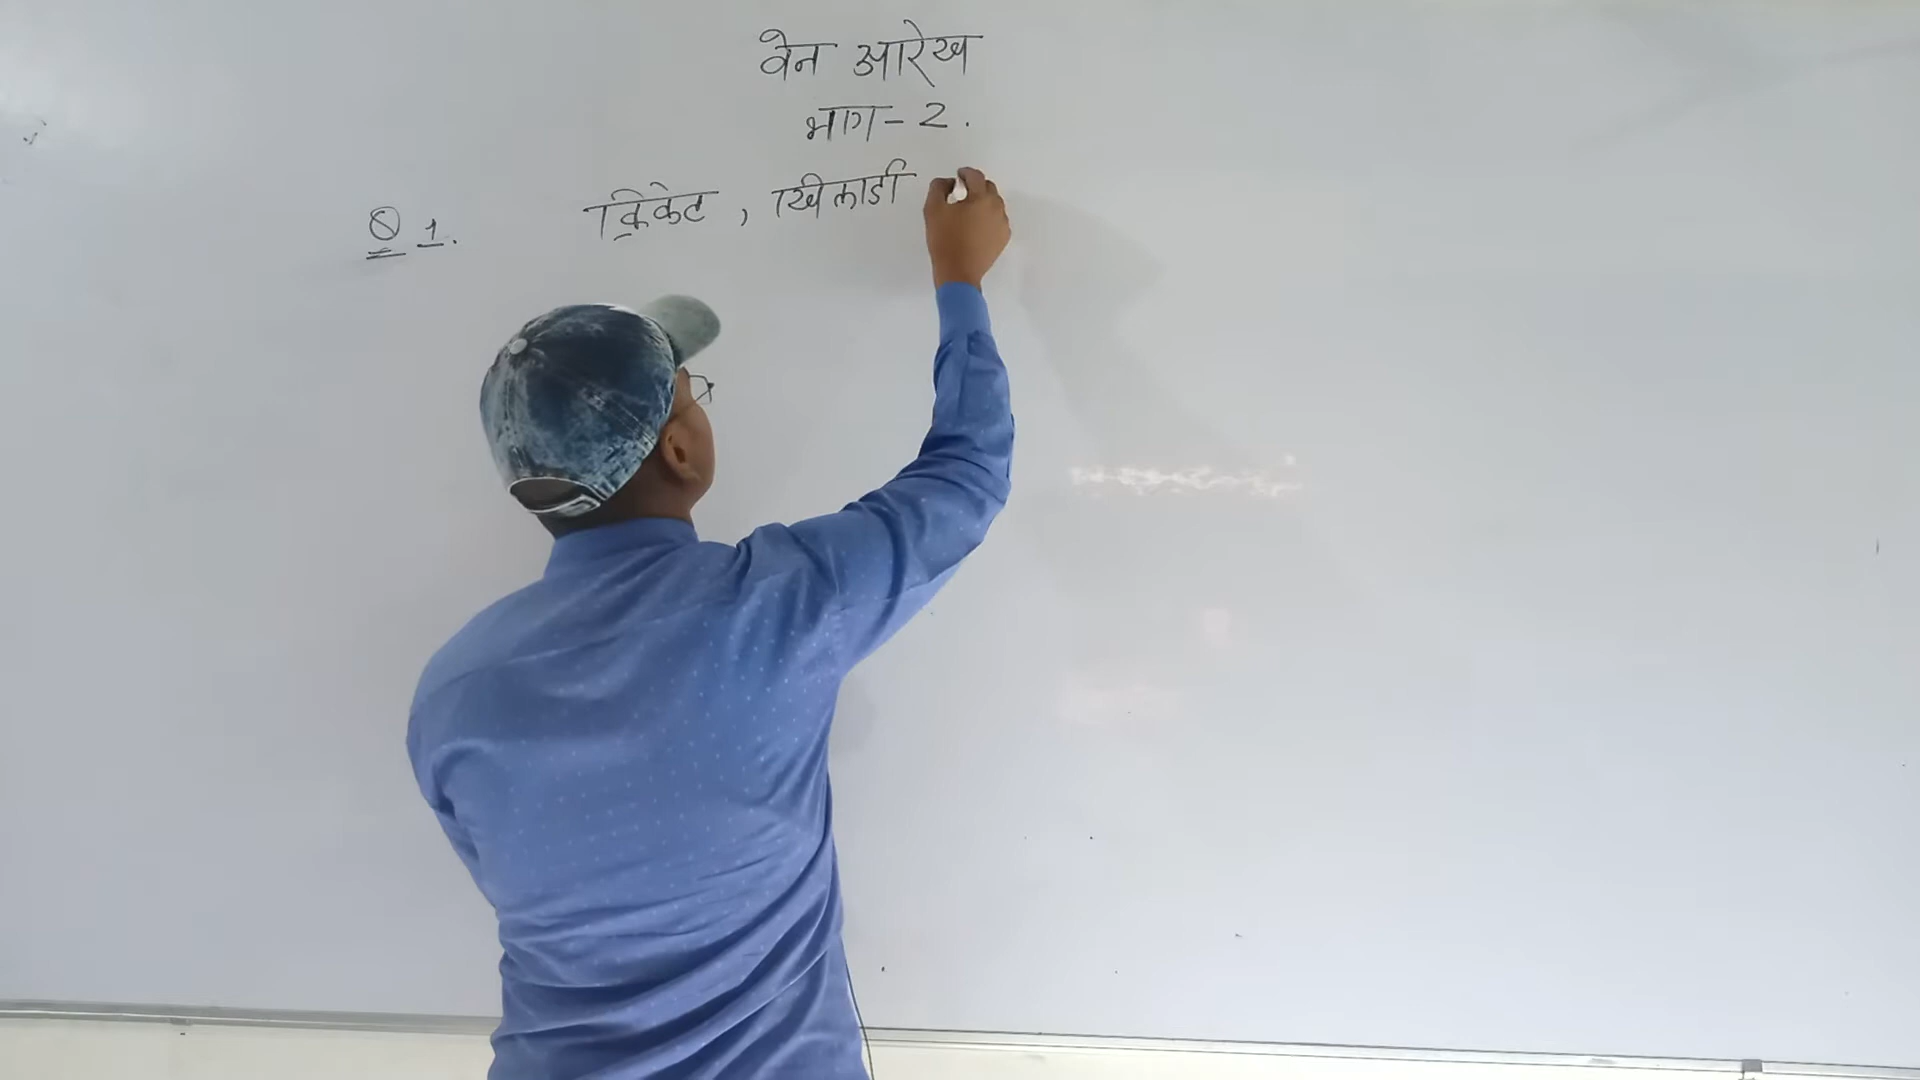 वेन आरेख
भाग - 2.
Q 1. क्रिकेट, खिलाडी